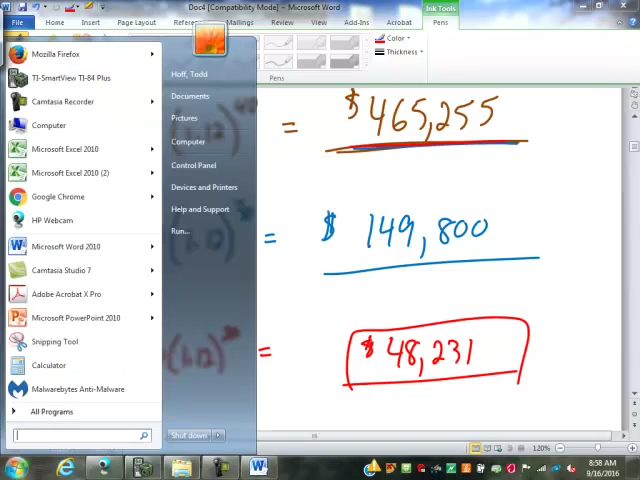 Doc4 [Compatibility Mode] - Microsoft Word
Ink Tools
File Home Insert Page Layout Mailings Review View Add-Ins Acrobat Pens
Color
Thickness
Pens
Mozilla Firefox
TI-SmartView TI-84 Plus
Camtasia Recorder
Computer
Microsoft Excel 2010
Microsoft Excel 2010 (2)
Google Chrome
HP Webcam
Microsoft Word 2010
Camtasia Studio 7
Adobe Acrobat X Pro
Microsoft PowerPoint 2010
Snipping Tool
Calculator
Malwarebytes Anti-Malware
All Programs
Hoff, Todd
Documents
Pictures
Computer
Control Panel
Devices and Printers
Help and Support
Run...
Shut down
= $465,255
= $ 149,800
(1.12)³⁰ = $48,231
120%
8:58 AM
9/16/2016